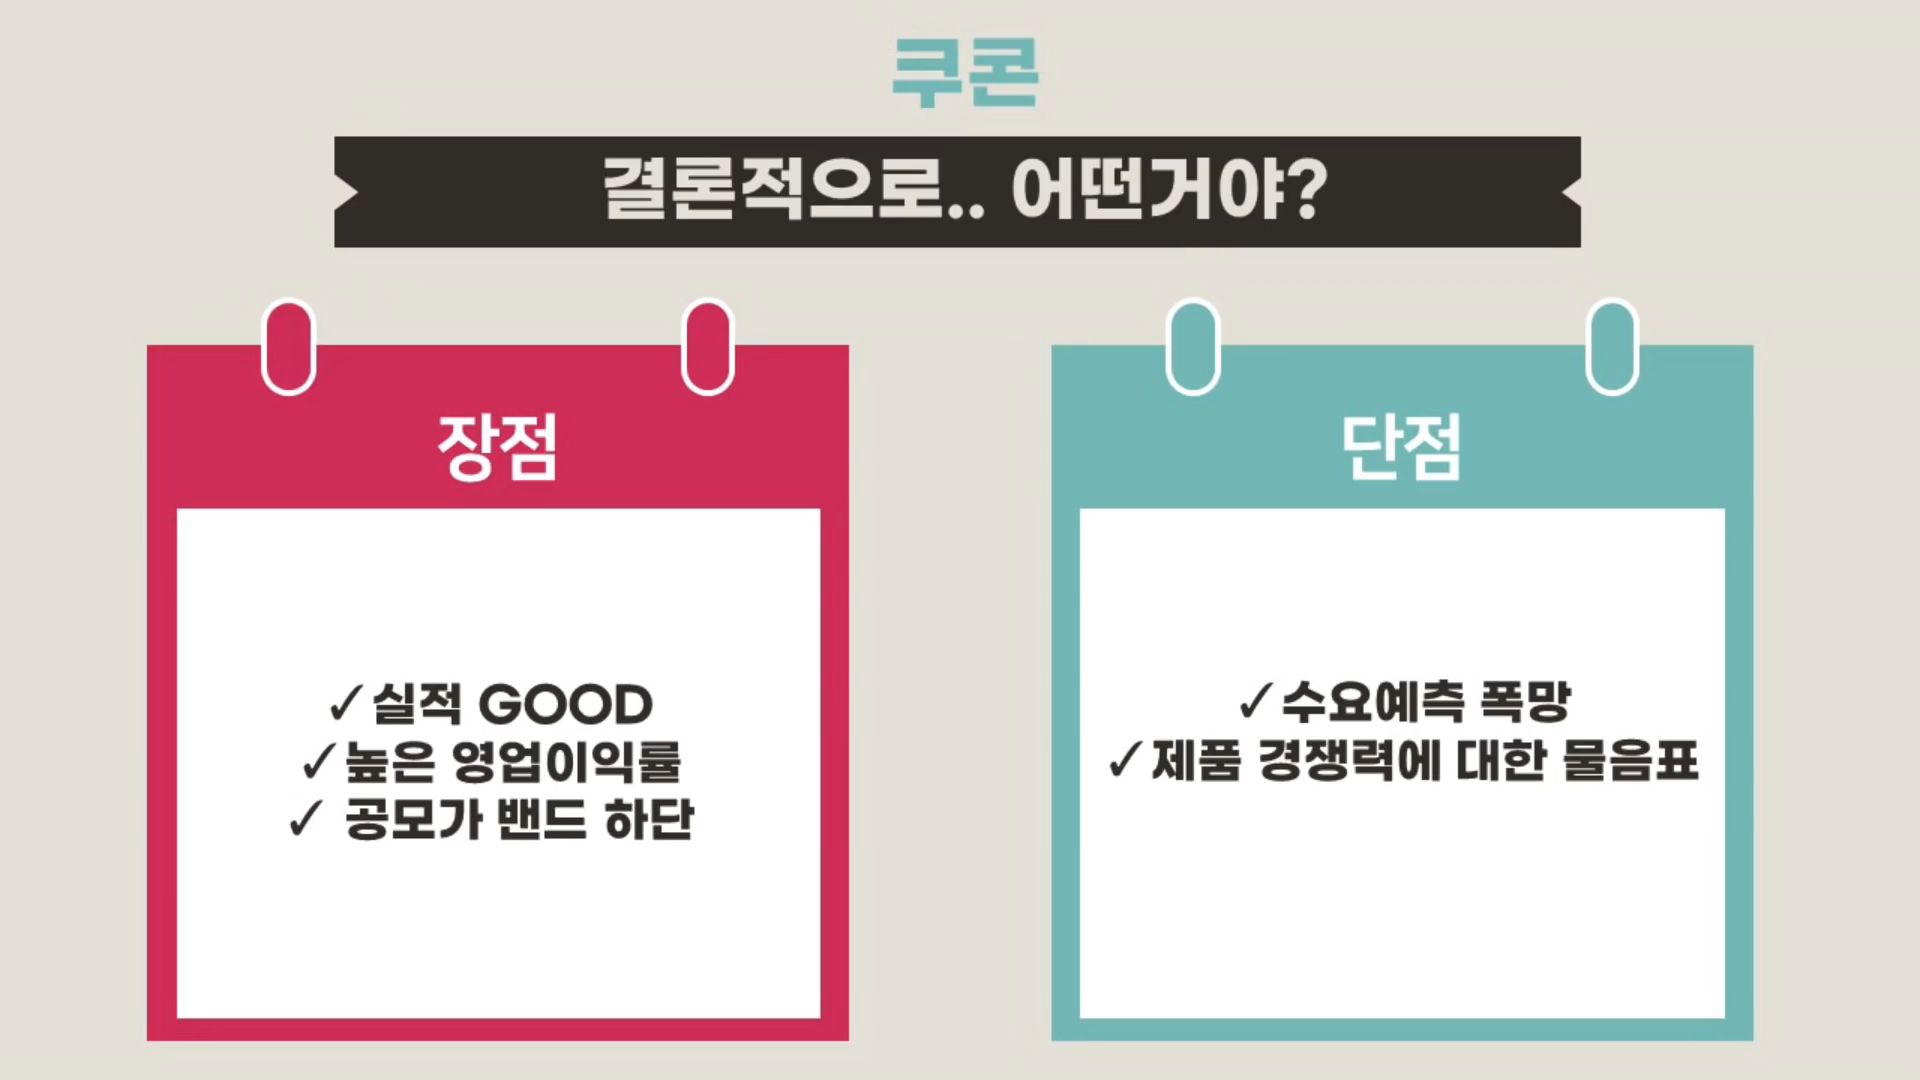 쿠콘
결론적으로.. 어떤거야?
장점
✓실적 GOOD
✓높은 영업이익률
✓ 공모가 밴드 하단
단점
✓수요예측 폭망
✓제품 경쟁력에 대한 물음표